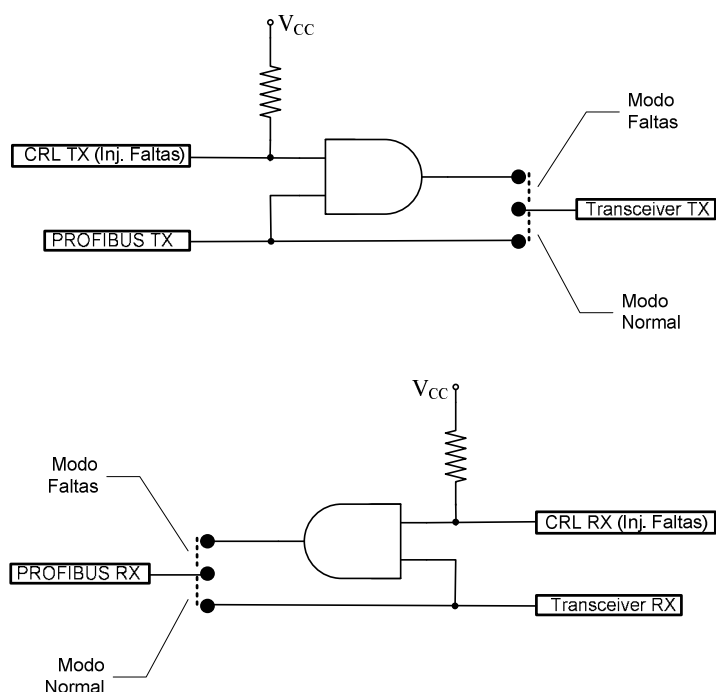 VCC
Modo
Faltas
CRL TX (Inj. Faltas)
Transceiver TX
PROFIBUS TX
Modo
Normal
VCC
Modo
Faltas
CRL RX (Inj. Faltas)
PROFIBUS RX
Transceiver RX
Modo
Normal